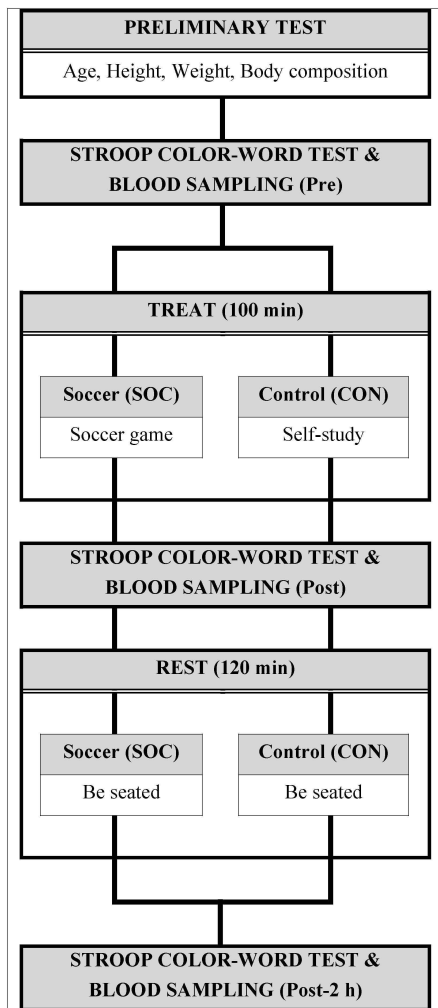 PRELIMINARY TEST
Age, Height, Weight, Body composition
STROOP COLOR-WORD TEST &
BLOOD SAMPLING (Pre)
TREAT (100 min)
Soccer (SOC)
Soccer game
Control (CON)
Self-study
STROOP COLOR-WORD TEST &
BLOOD SAMPLING (Post)
REST (120 min)
Soccer (SOC)
Be seated
Control (CON)
Be seated
STROOP COLOR-WORD TEST &
BLOOD SAMPLING (Post-2 h)